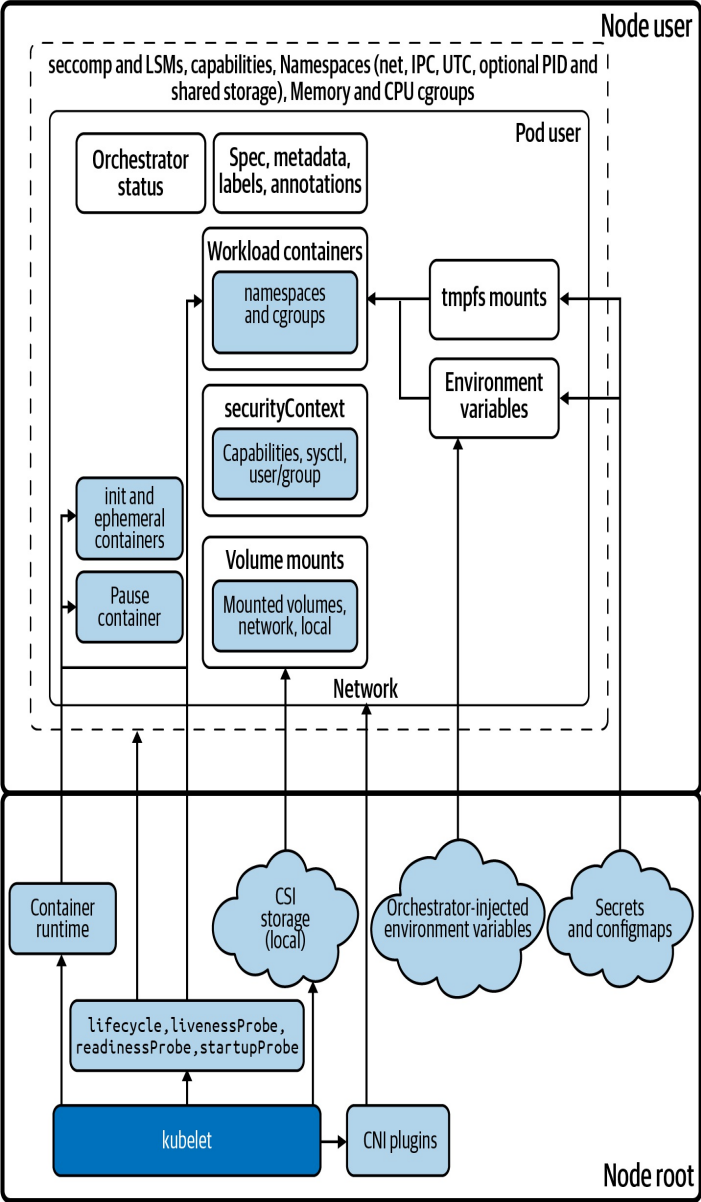 Node user
seccomp and LSMs, capabilities, Namespaces (net, IPC, UTC, optional PID and
shared storage), Memory and CPU cgroups
Pod user
Orchestrator
status
Spec, metadata,
labels, annotations
Workload containers
namespaces
and cgroups
tmpfs mounts
Environment
variables
securityContext
Capabilities, sysctl,
user/group
init and
ephemeral
containers
Pause
container
Volume mounts
Mounted volumes,
network, local
Network
Container
runtime
CSI
storage
(local)
Orchestrator-injected
environment variables
Secrets
and configmaps
lifecycle,livenessProbe,
readinessProbe,startupProbe
kubelet
CNI plugins
Node root